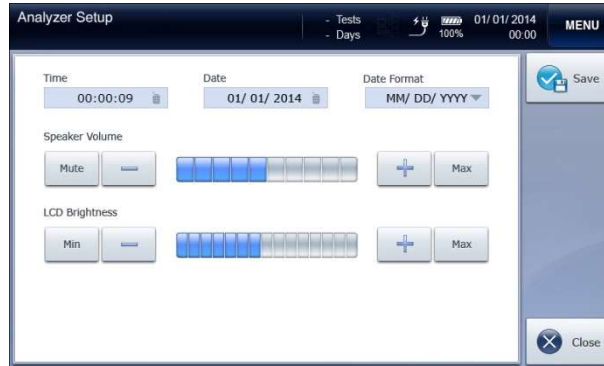 Analyzer Setup
- Tests
- Days
100%
01/ 01/ 2014
00:00
MENU
Time
Date
Date Format
00:00:09
01/ 01/ 2014
MM/ DD/ YYYY
Save
Speaker Volume
Mute
Max
LCD Brightness
Min
Max
Close